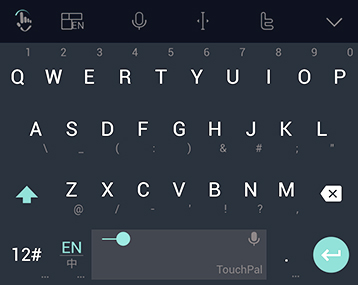 EN
1 2 3 4 5 6 7 8 9 0
Q W E R T Y U I O P
A S D F G H J K L
\ _ ( : ) & # ; "
Z X C V B N M
@ / - ' ! ? ,
12# EN .
... 中 ...
TouchPal